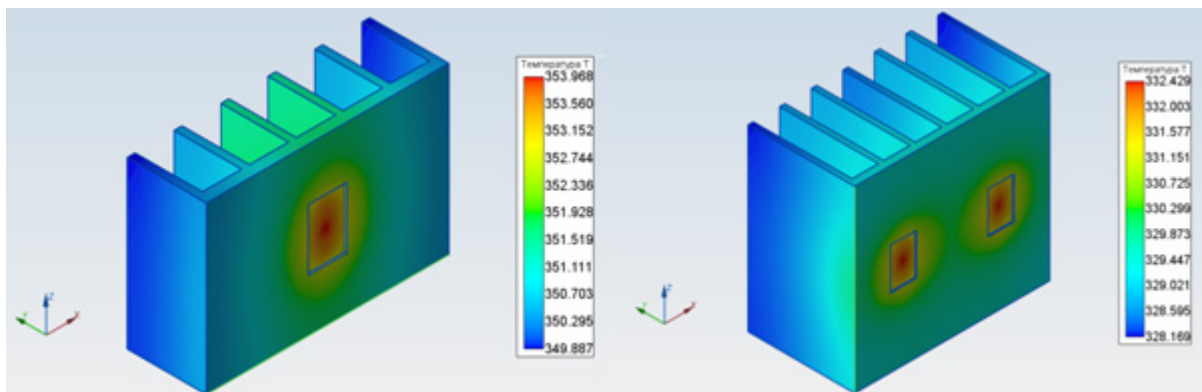 Температура T
353.968
353.560
353.152
352.744
352.336
351.928
351.519
351.111
350.703
350.295
349.887
Z
Y
X
Температура T
332.429
332.003
331.577
331.151
330.725
330.299
329.873
329.447
329.021
328.595
328.169
Z
Y
X